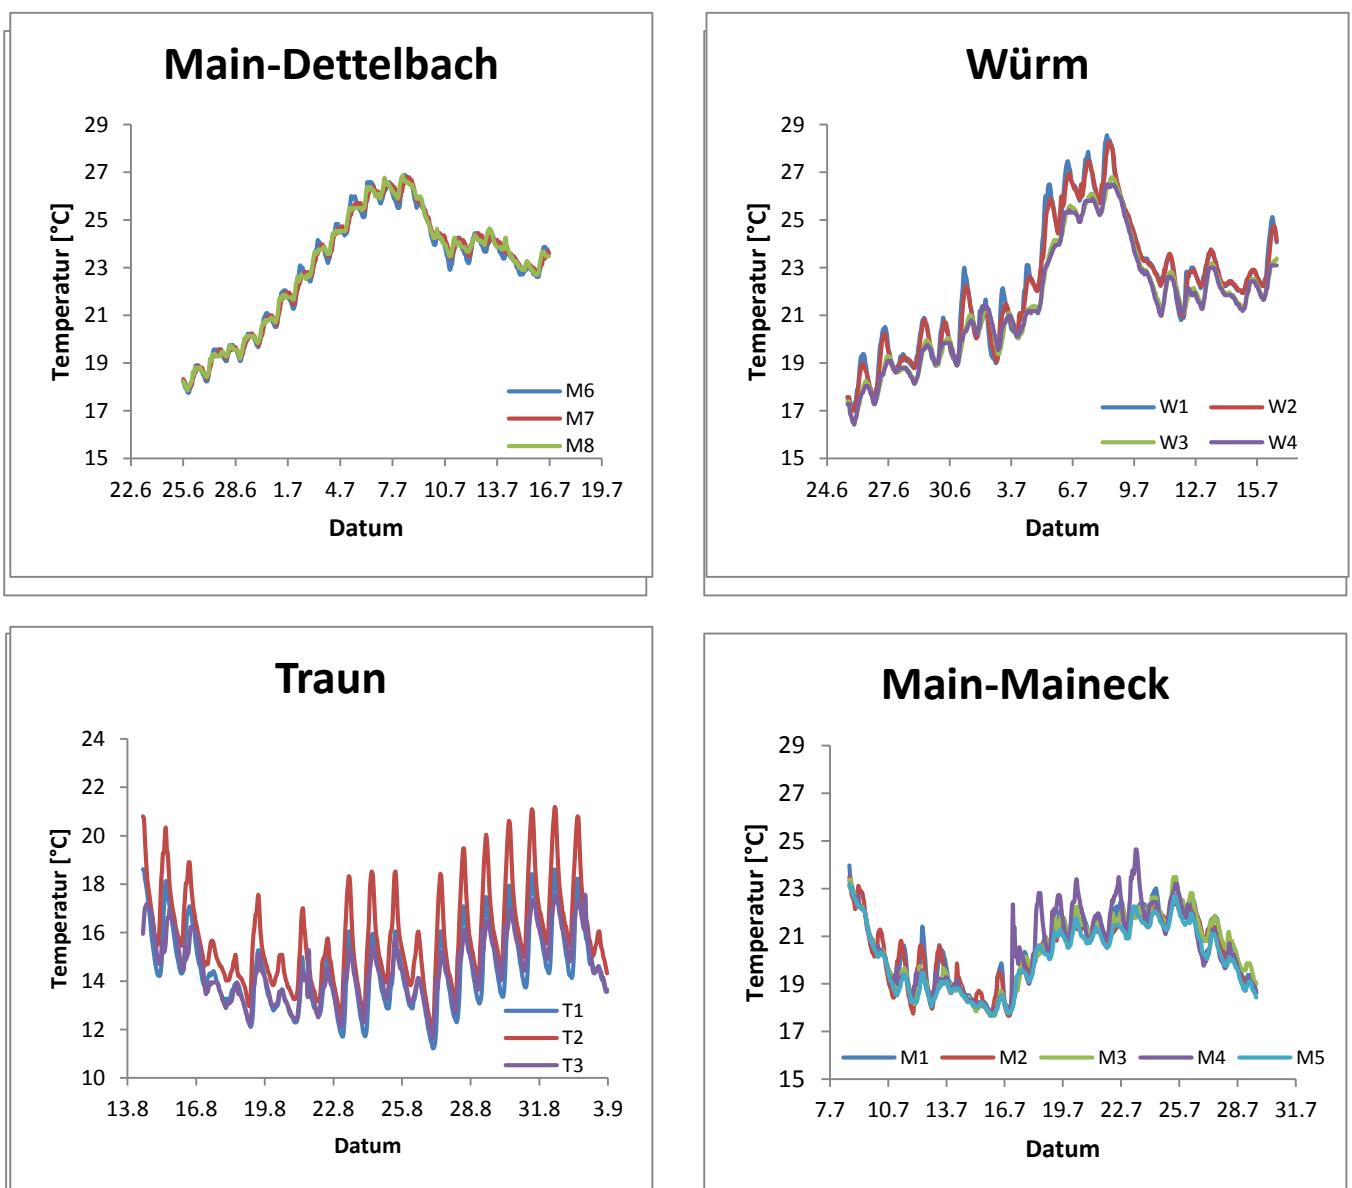 Main-Dettelbach
29
27
25
23
21
19
17
15
Temperatur [°C]
M6
M7
M8
22.6 25.6 28.6 1.7 4.7 7.7 10.7 13.7 16.7 19.7
Datum
Würm
29
27
25
23
21
19
17
15
Temperatur [°C]
W1 W2
W3 W4
24.6 27.6 30.6 3.7 6.7 9.7 12.7 15.7
Datum
Traun
24
22
20
18
16
14
12
10
Temperatur [°C]
T1
T2
T3
13.8 16.8 19.8 22.8 25.8 28.8 31.8 3.9
Datum
Main-Maineck
29
27
25
23
21
19
17
15
Temperatur [°C]
M1 M2 M3 M4 M5
7.7 10.7 13.7 16.7 19.7 22.7 25.7 28.7 31.7
Datum